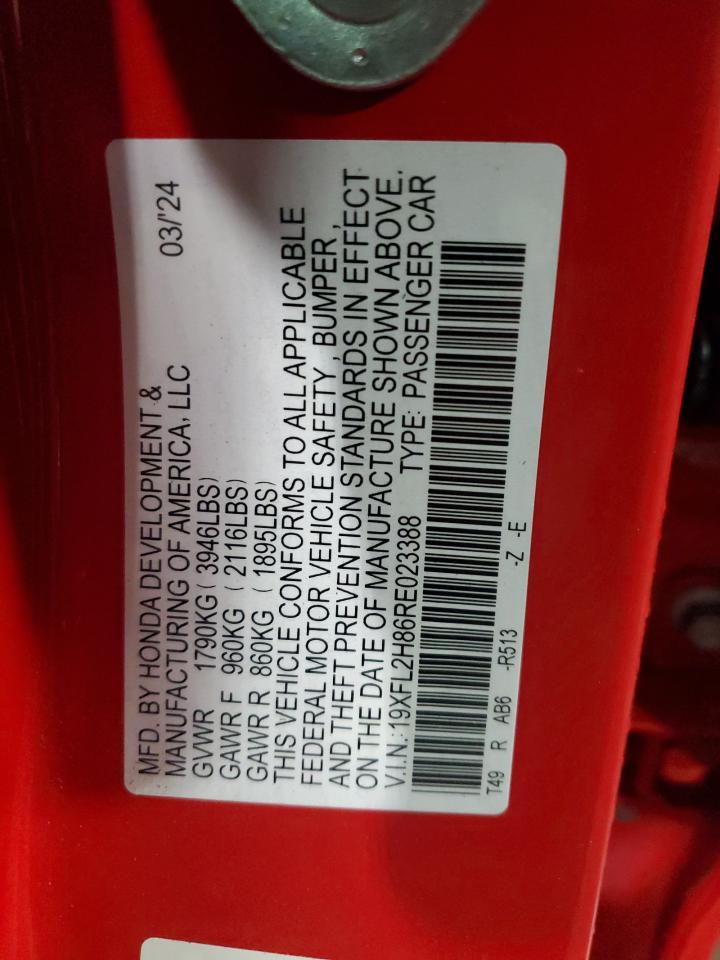 MFD. BY HONDA DEVELOPMENT &
MANUFACTURING OF AMERICA, LLC 03/'24
GVWR 1790KG ( 3946LBS)
GAWR F 960KG ( 2116LBS)
GAWR R 860KG ( 1895LBS)
THIS VEHICLE CONFORMS TO ALL APPLICABLE
FEDERAL MOTOR VEHICLE SAFETY , BUMPER ,
AND THEFT PREVENTION STANDARDS IN EFFECT
ON THE DATE OF MANUFACTURE SHOWN ABOVE.
V.I.N.:19XFL2H86RE023388 TYPE: PASSENGER CAR
T49 R AB6 -R513 -Z -E